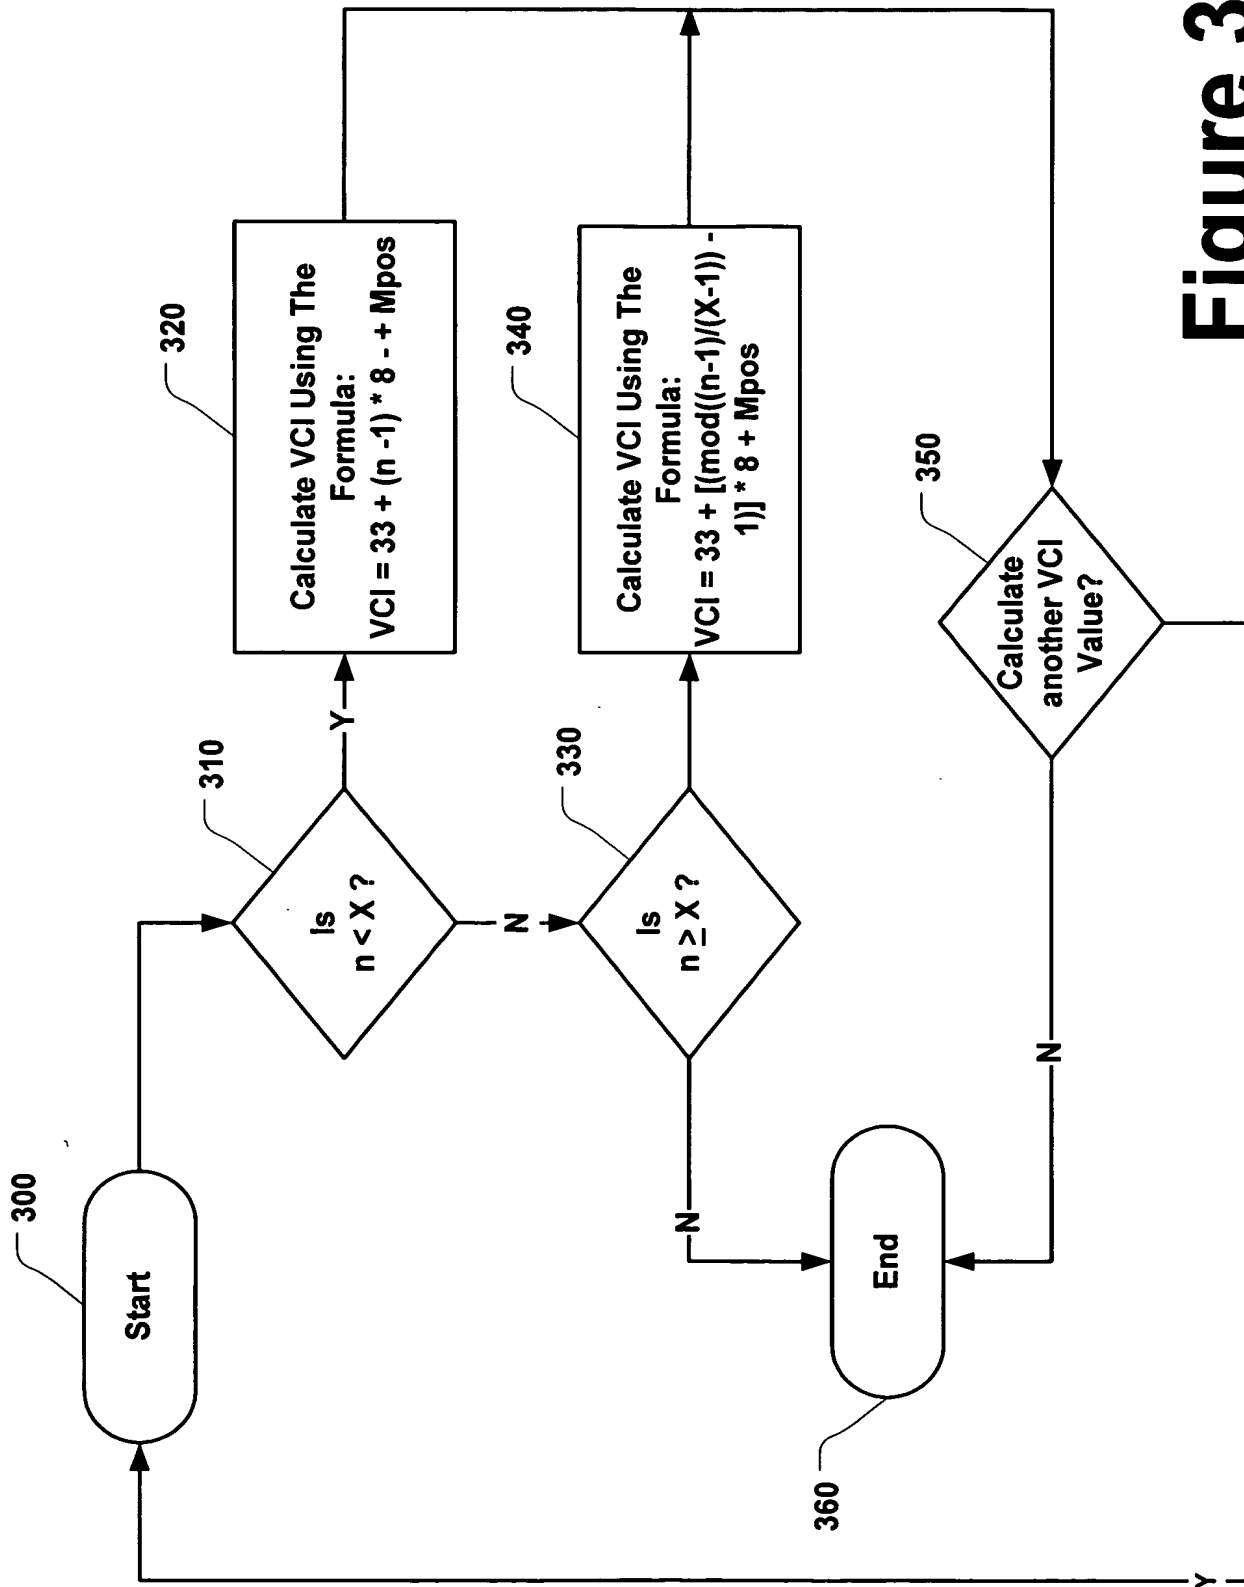 300
Start
310
Is
n < X ?
Y
320
Calculate VCI Using The
Formula:
VCI = 33 + (n -1) * 8 - + Mpos
N
330
Is
n ≥ X ?
340
Calculate VCI Using The
Formula:
VCI = 33 + [(mod((n-1)/(X-1)) -
1)] * 8 + Mpos
N
350
Calculate
another VCI
Value?
N
360
End
Y
Figure 3